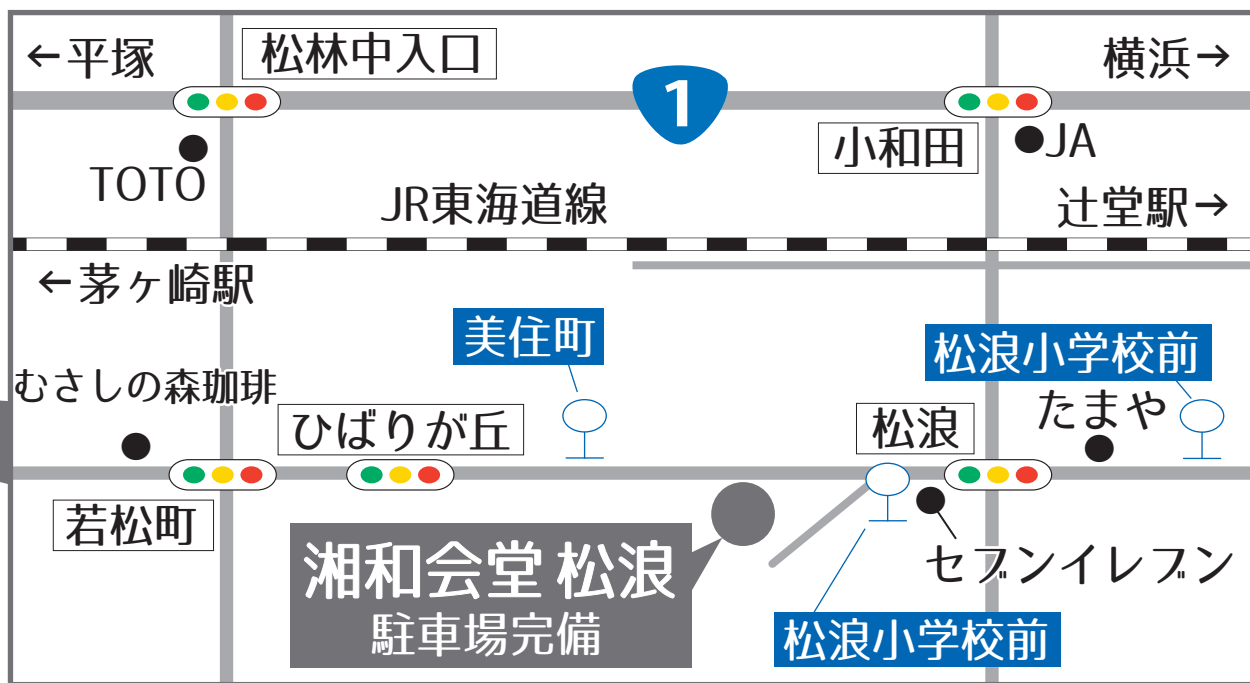 ←平塚
松林中入口
1
横浜→
小和田
JA
TOTO
JR東海道線
辻堂駅→
←茅ヶ崎駅
美住町
松浪小学校前
むさしの森珈琲
ひばりが丘
松浪
たまや
若松町
湘和会堂 松浪
駐車場完備
セブンイレブン
松浪小学校前